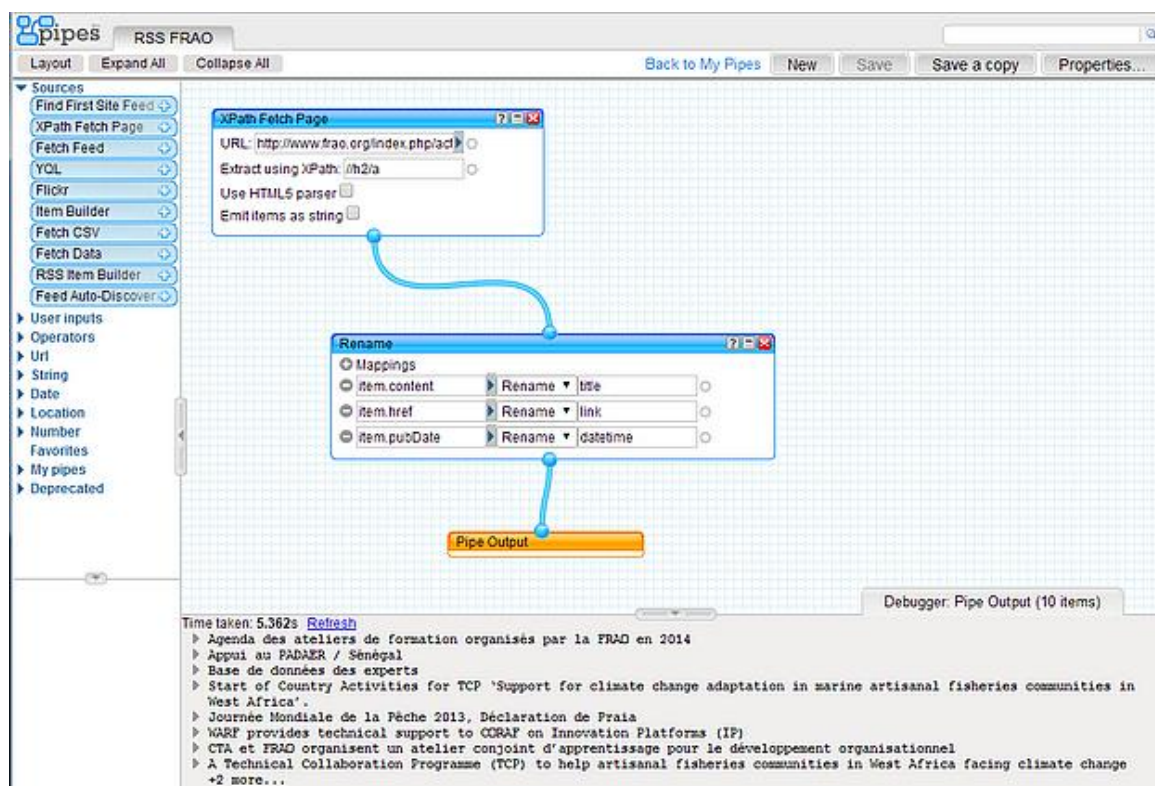 pipes
RSS FRAO
Layout Expand All Collapse All Back to My Pipes New Save Save a copy Properties...
Sources
Find First Site Feed
XPath Fetch Page
Fetch Feed
YQL
Flickr
Item Builder
Fetch CSV
Fetch Data
RSS Item Builder
Feed Auto-Discover
User inputs
Operators
Url
String
Date
Location
Number
Favorites
My pipes
Deprecated
XPath Fetch Page
URL: http://www.frao.org/index.php/act
Extract using XPath: //h2/a
Use HTML5 parser
Emit items as string
Rename
Mappings
item.content Rename title
item.href Rename link
item.pubDate Rename datetime
Pipe Output
Debugger: Pipe Output (10 items)
Time taken: 5.362s Refresh
Agenda des ateliers de formation organisés par la FRAO en 2014
Appui au PADAER / Sénégal
Base de données des experts
Start of Country Activities for TCP 'Support for climate change adaptation in marine artisanal fisheries communities in
West Africa'.
Journée Mondiale de la Pêche 2013, Déclaration de Praia
WARF provides technical support to CORAF on Innovation Platforms (IP)
CTA et FRAO organisent un atelier conjoint d'apprentissage pour le développement organisationnel
A Technical Collaboration Programme (TCP) to help artisanal fisheries communities in West Africa facing climate change
+2 more...